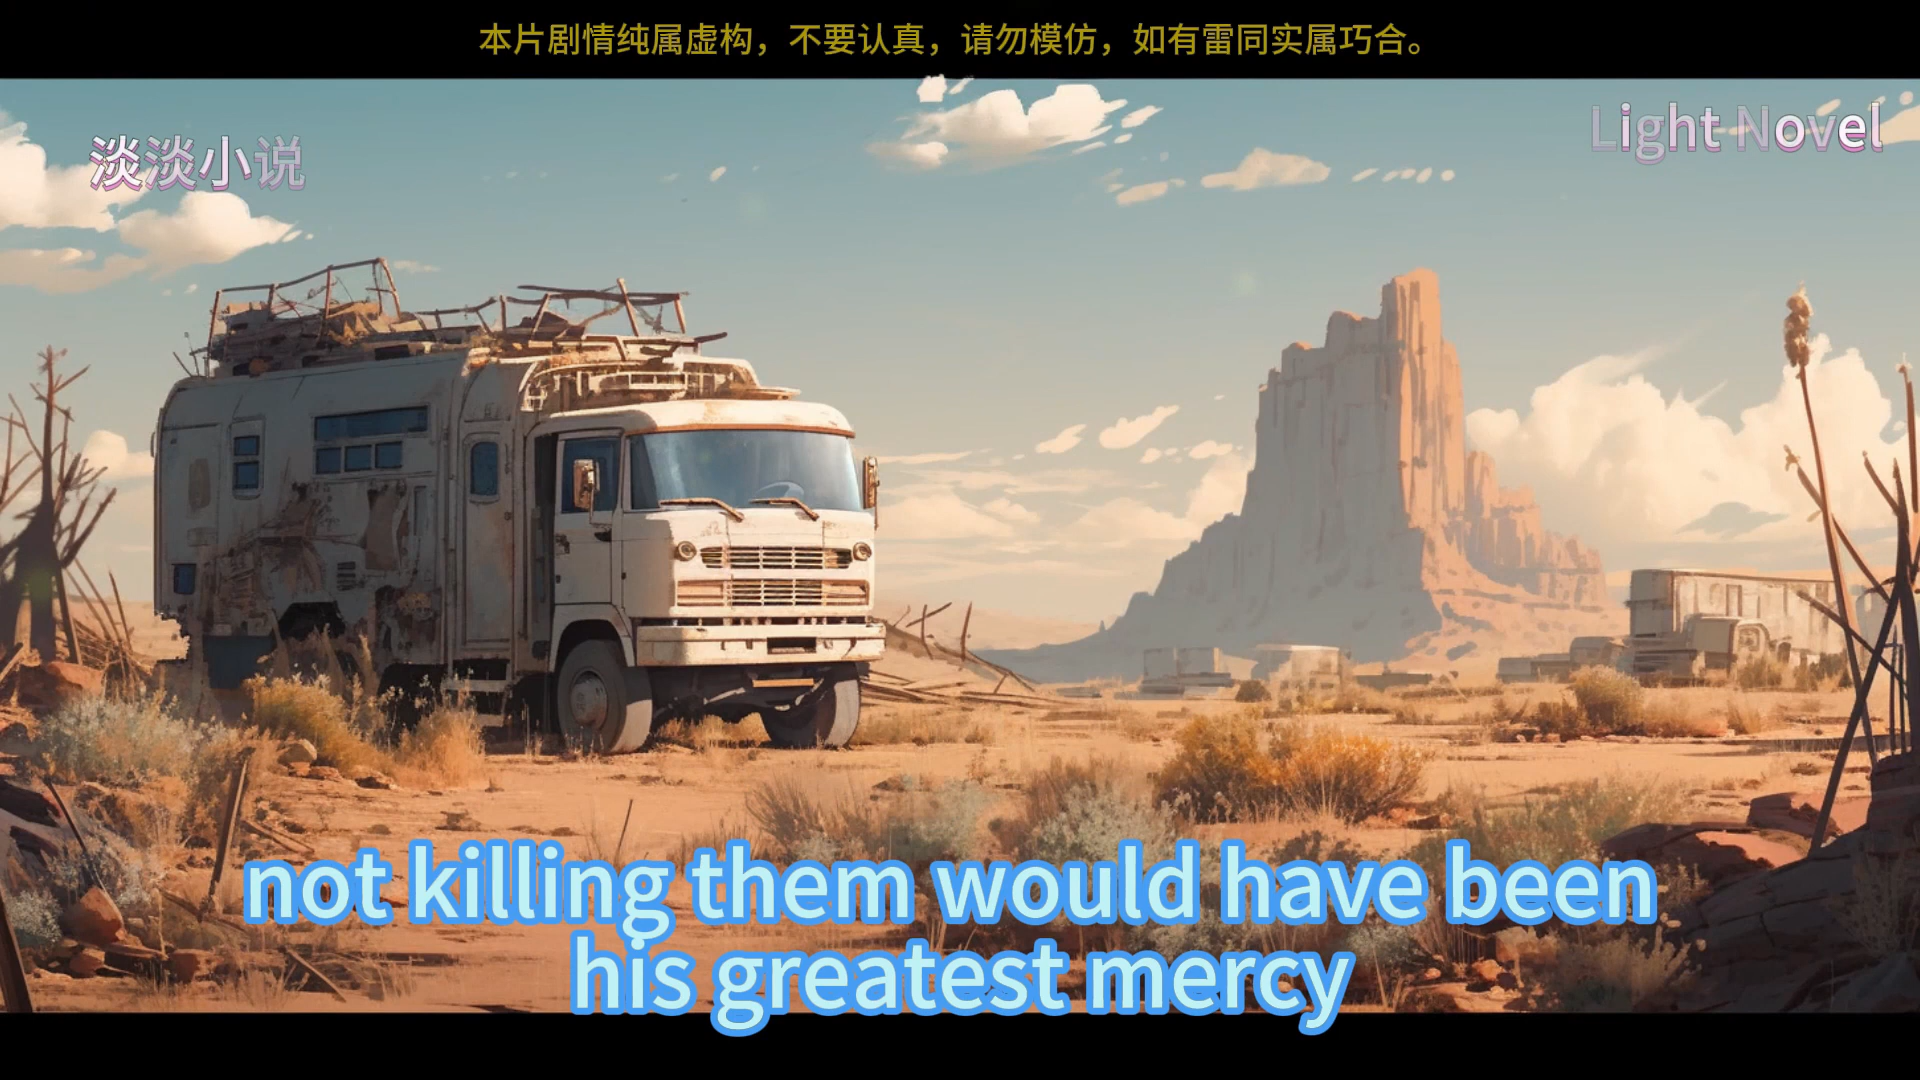 本片剧情纯属虚构，不要认真，请勿模仿，如有雷同实属巧合。
淡淡小说
Light Novel
not killing them would have been
his greatest mercy